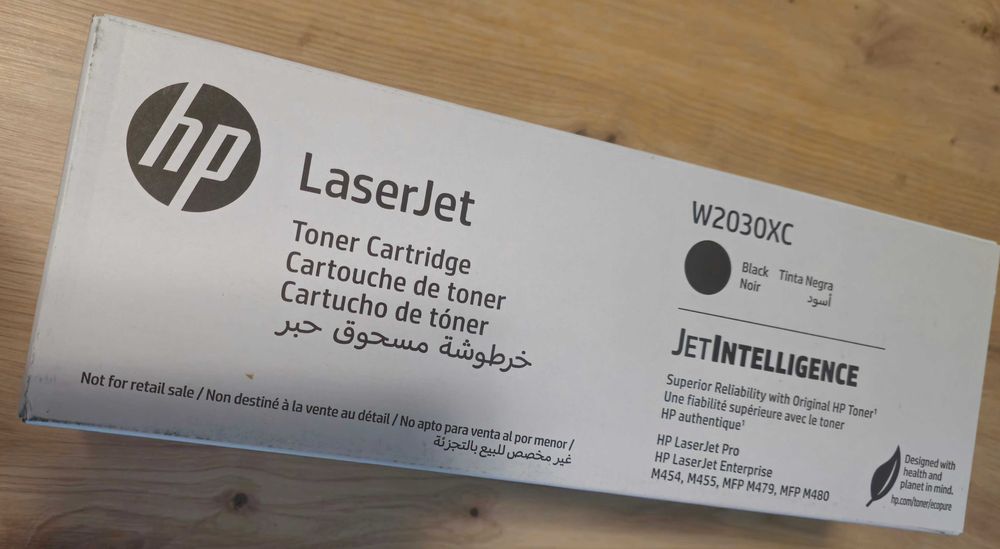 hp
LaserJet
Toner Cartridge
Cartouche de toner
Cartucho de tóner
خرطوشة مسحوق حبر
Not for retail sale / Non destiné à la vente au détail / No apto para venta al por menor /
غير مخصص للبيع بالتجزئة
W2030XC
Black Tinta Negra
Noir أسود
JETINTELLIGENCE
Superior Reliability with Original HP Toner¹
Une fiabilité supérieure avec le toner
HP authentique¹
HP LaserJet Pro
HP LaserJet Enterprise
M454, M455, MFP M479, MFP M480
Designed with
health and
planet in mind.
hp.com/toner/ecopure